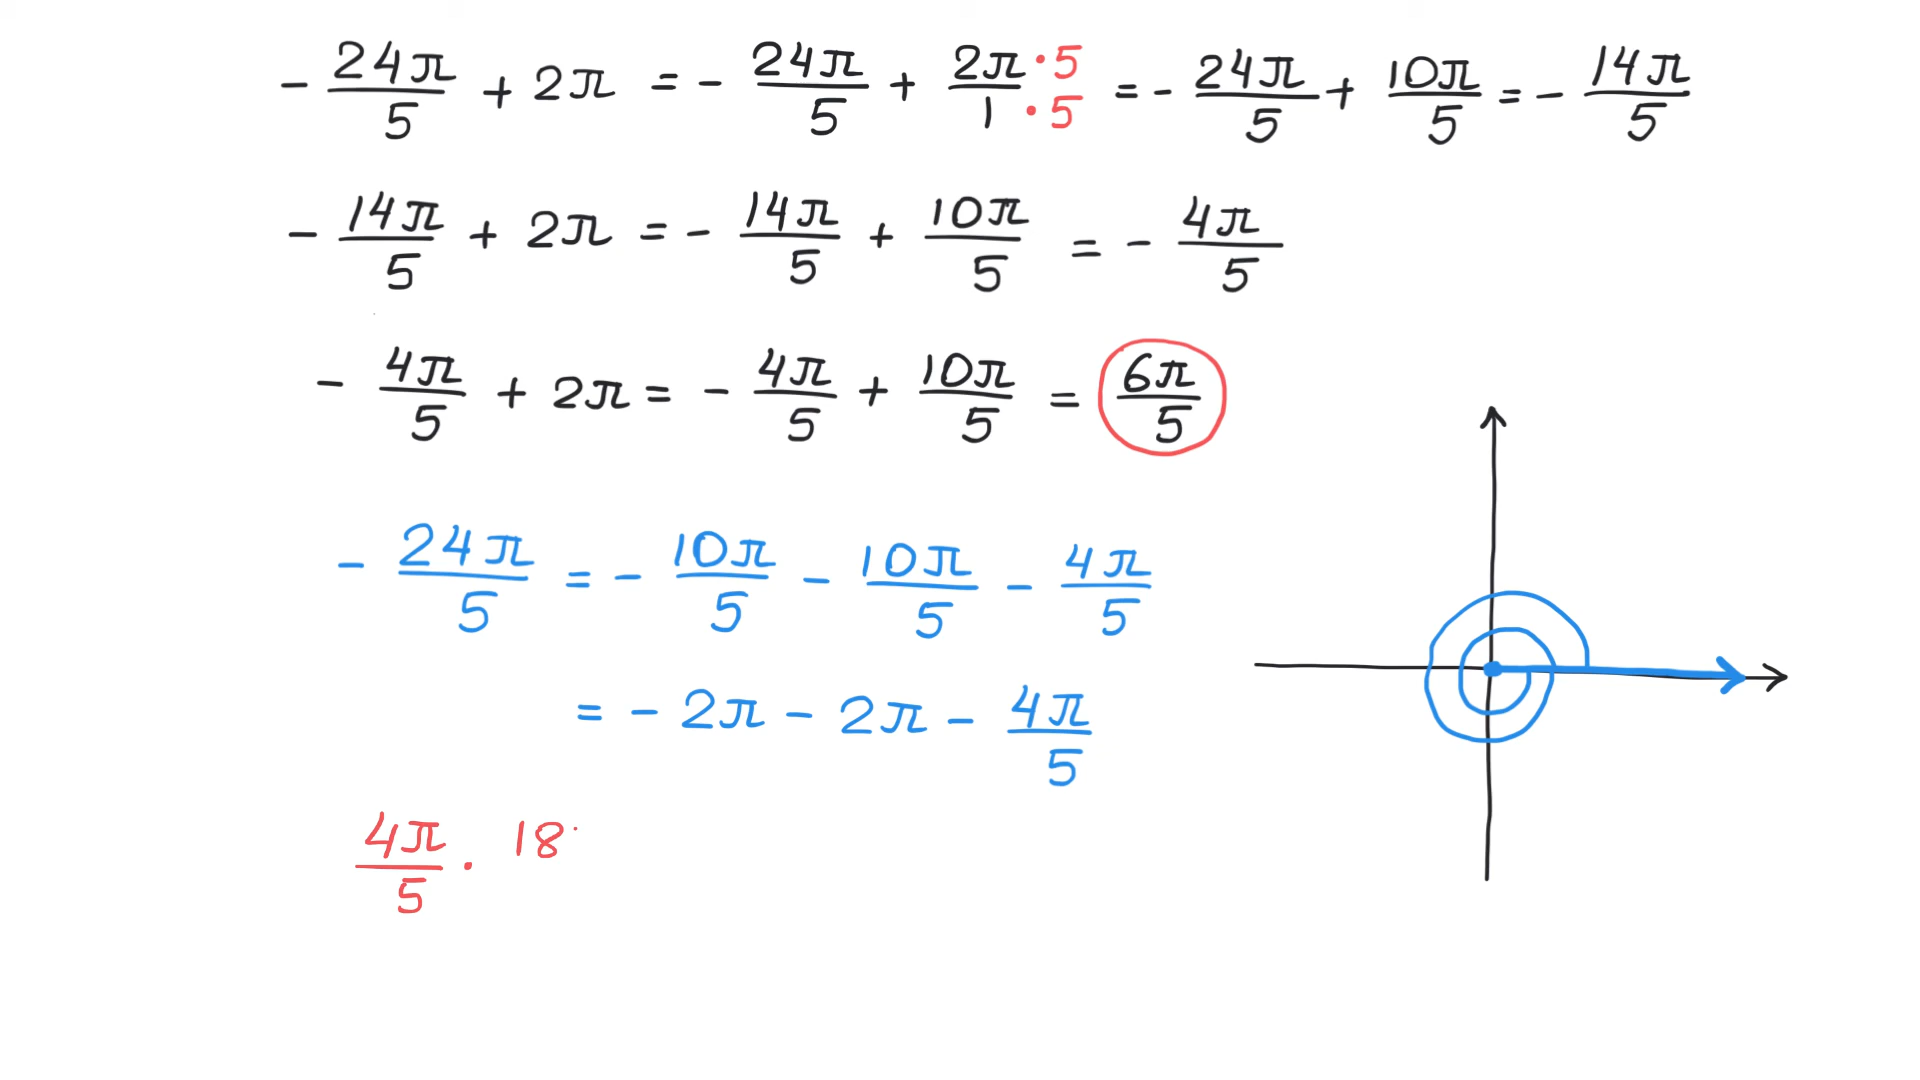 - 24π/5 + 2π = - 24π/5 + 2π·5/1·5 = - 24π/5 + 10π/5 = - 14π/5
- 14π/5 + 2π = - 14π/5 + 10π/5 = - 4π/5
- 4π/5 + 2π = - 4π/5 + 10π/5 = 6π/5
- 24π/5 = - 10π/5 - 10π/5 - 4π/5
= - 2π - 2π - 4π/5
4π/5 · 18